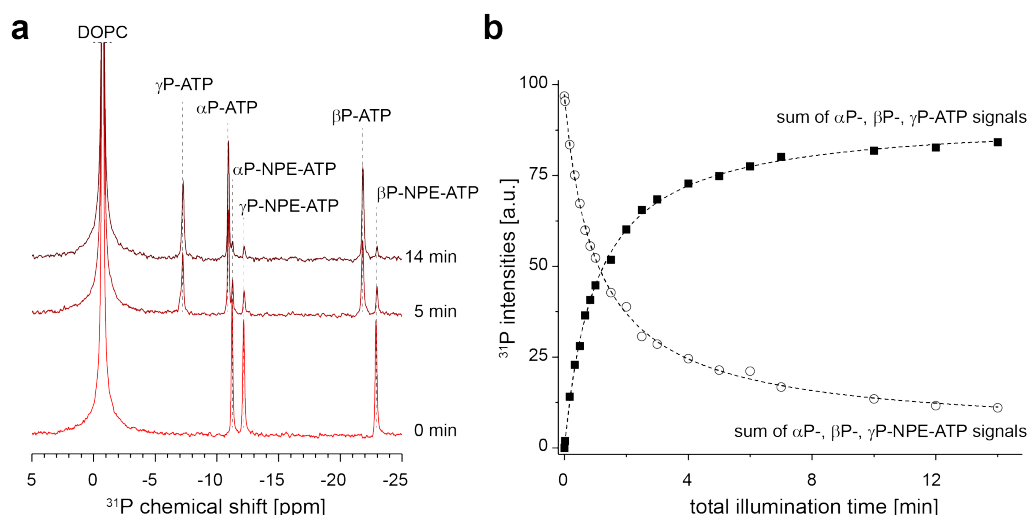 a
DOPC
γP-ATP
αP-ATP
βP-ATP
αP-NPE-ATP
βP-NPE-ATP
γP-NPE-ATP
14 min
5 min
0 min
5 0 -5 -10 -15 -20 -25
³¹P chemical shift [ppm]
b
100
75
50
25
0
³¹P intensities [a.u.]
sum of αP-, βP-, γP-ATP signals
sum of αP-, βP-, γP-NPE-ATP signals
0 4 8 12
total illumination time [min]